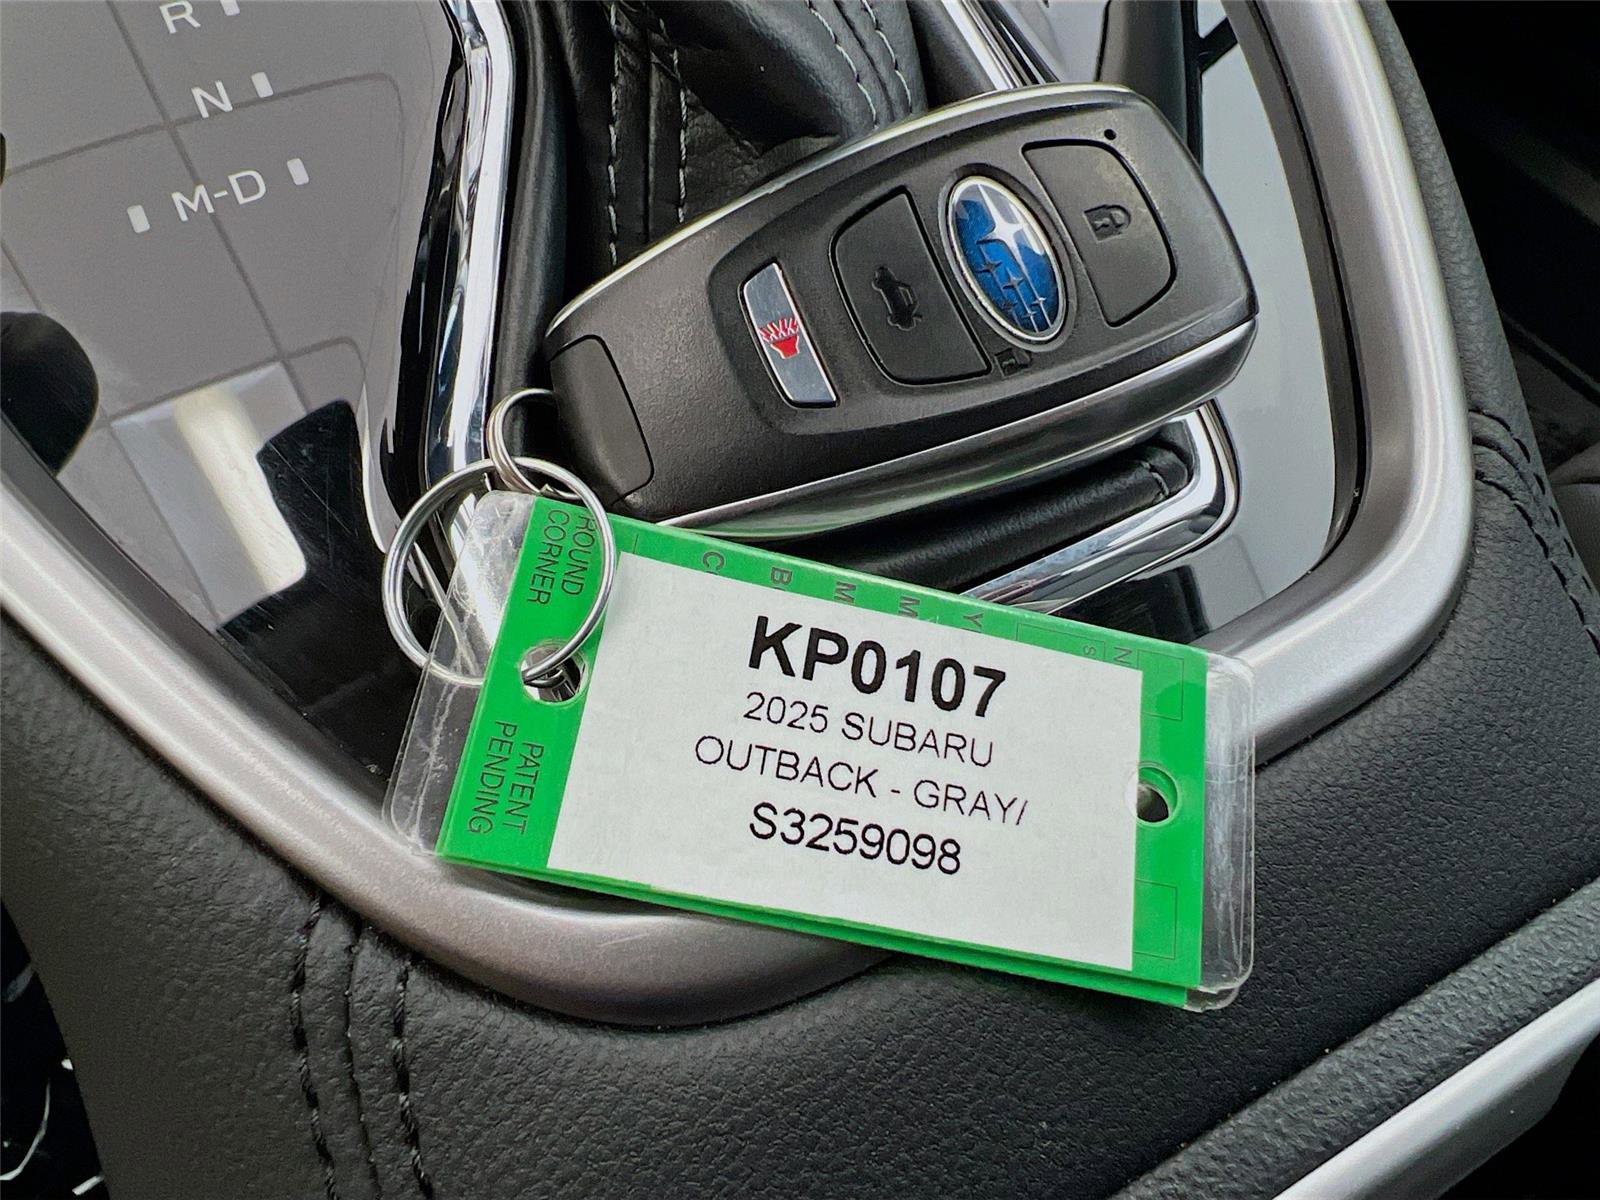 R
N
M-D
ROUND
CORNER
C
B
M
M
Y
S
N
KP0107
2025 SUBARU
OUTBACK - GRAY/
S3259098
PATENT
PENDING